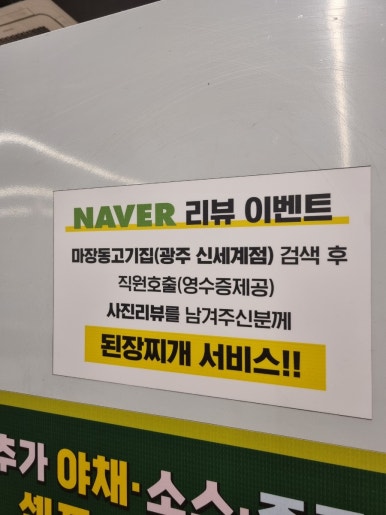 NAVER 리뷰 이벤트
마장동고기집(광주 신세계점) 검색 후
직원호출(영수증제공)
사진리뷰를 남겨주신분께
된장찌개 서비스!!
추가 야채·소스·